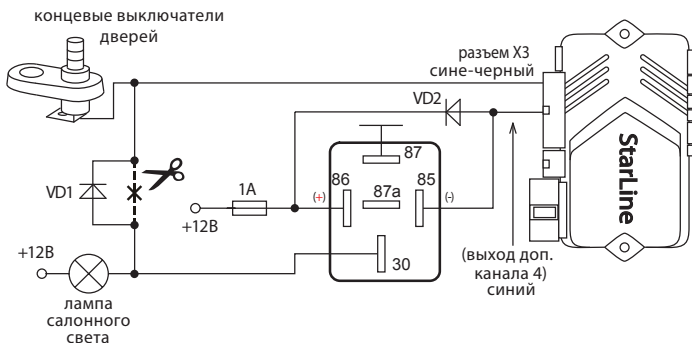 концевые выключатели
дверей
разъем X3
сине-черный
VD2
StarLine
87
86
87a
85
(+)
(-)
1A
VD1
+12В
30
(выход доп.
канала 4)
синий
+12В
лампа
салонного
света